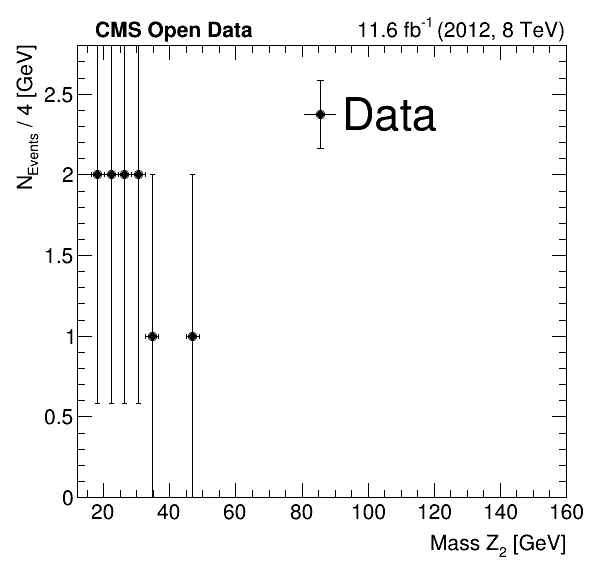 CMS Open Data
11.6 fb⁻¹ (2012, 8 TeV)
N_Events / 4 [GeV]
Data
2.5
2
1.5
1
0.5
0
20 40 60 80 100 120 140 160
Mass Z₂ [GeV]